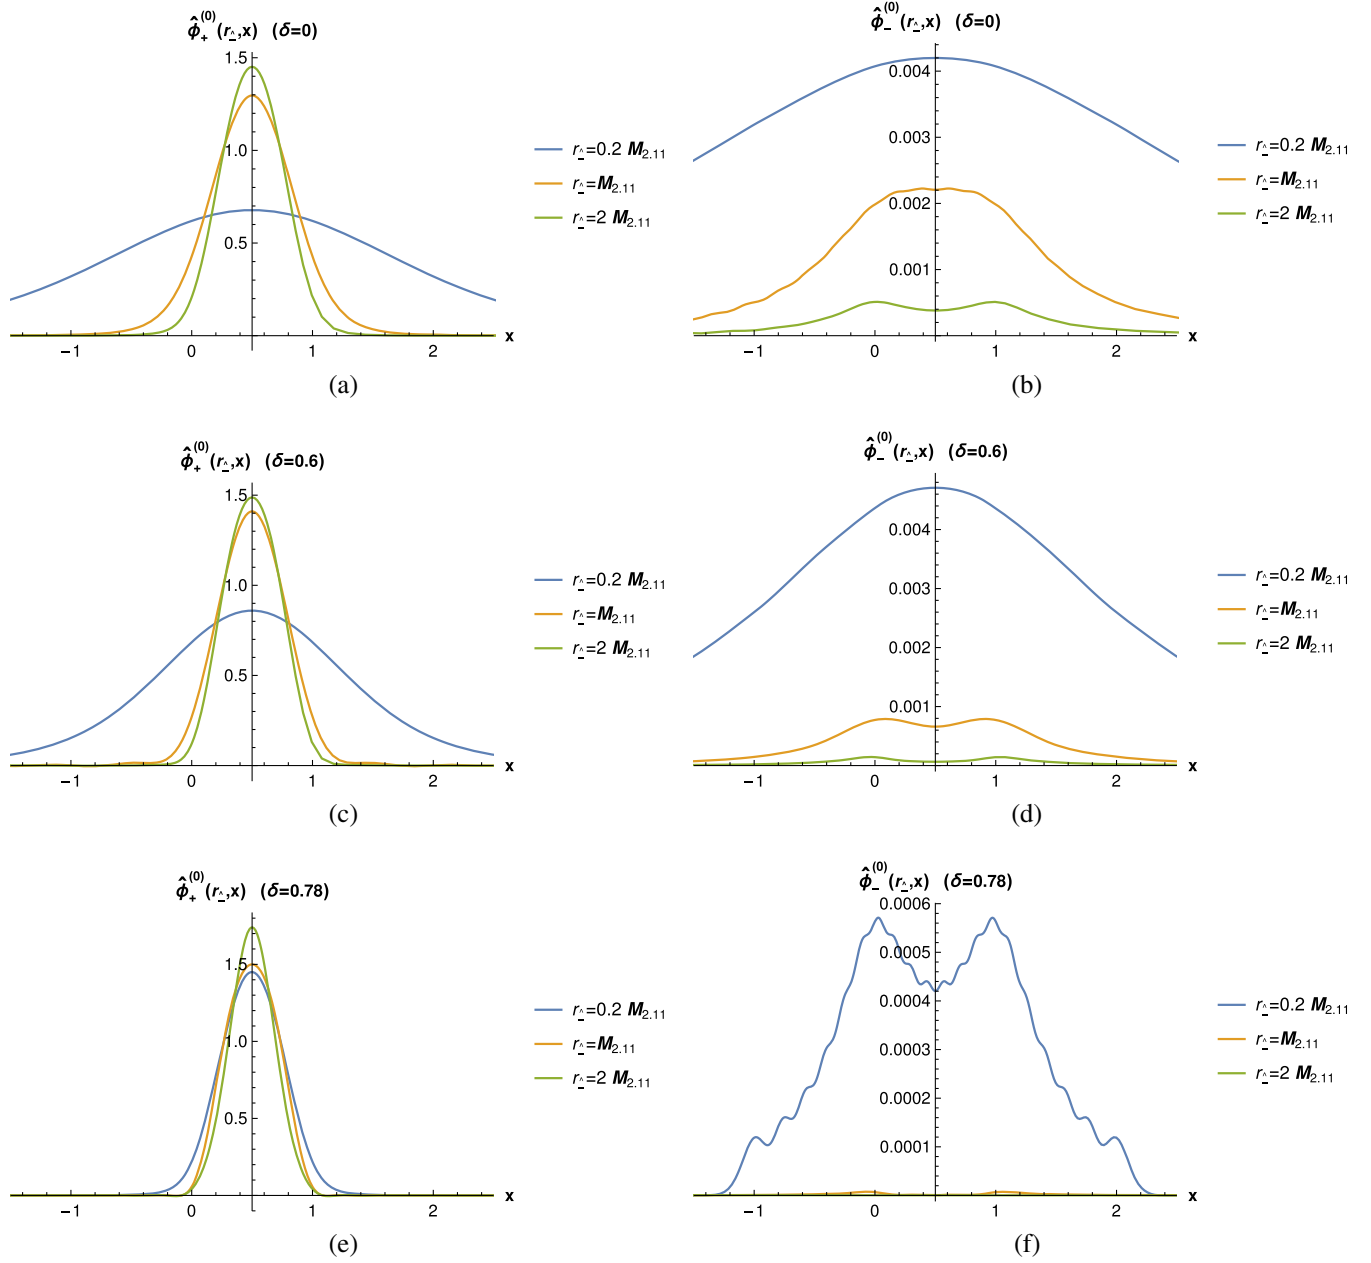 ϕ̂₊⁽⁰⁾(r_^,x) (δ=0)
1.5
1.0
0.5
−1 0 1 2 x
r_^=0.2 M2.11
r_^=M2.11
r_^=2 M2.11
(a)
ϕ̂₋⁽⁰⁾(r_^,x) (δ=0)
0.004
0.003
0.002
0.001
−1 0 1 2 x
r_^=0.2 M2.11
r_^=M2.11
r_^=2 M2.11
(b)
ϕ̂₊⁽⁰⁾(r_^,x) (δ=0.6)
1.5
1.0
0.5
−1 0 1 2 x
r_^=0.2 M2.11
r_^=M2.11
r_^=2 M2.11
(c)
ϕ̂₋⁽⁰⁾(r_^,x) (δ=0.6)
0.004
0.003
0.002
0.001
−1 0 1 2 x
r_^=0.2 M2.11
r_^=M2.11
r_^=2 M2.11
(d)
ϕ̂₊⁽⁰⁾(r_^,x) (δ=0.78)
1.5
1.0
0.5
−1 0 1 2 x
r_^=0.2 M2.11
r_^=M2.11
r_^=2 M2.11
(e)
ϕ̂₋⁽⁰⁾(r_^,x) (δ=0.78)
0.0006
0.0005
0.0004
0.0003
0.0002
0.0001
−1 0 1 2 x
r_^=0.2 M2.11
r_^=M2.11
r_^=2 M2.11
(f)